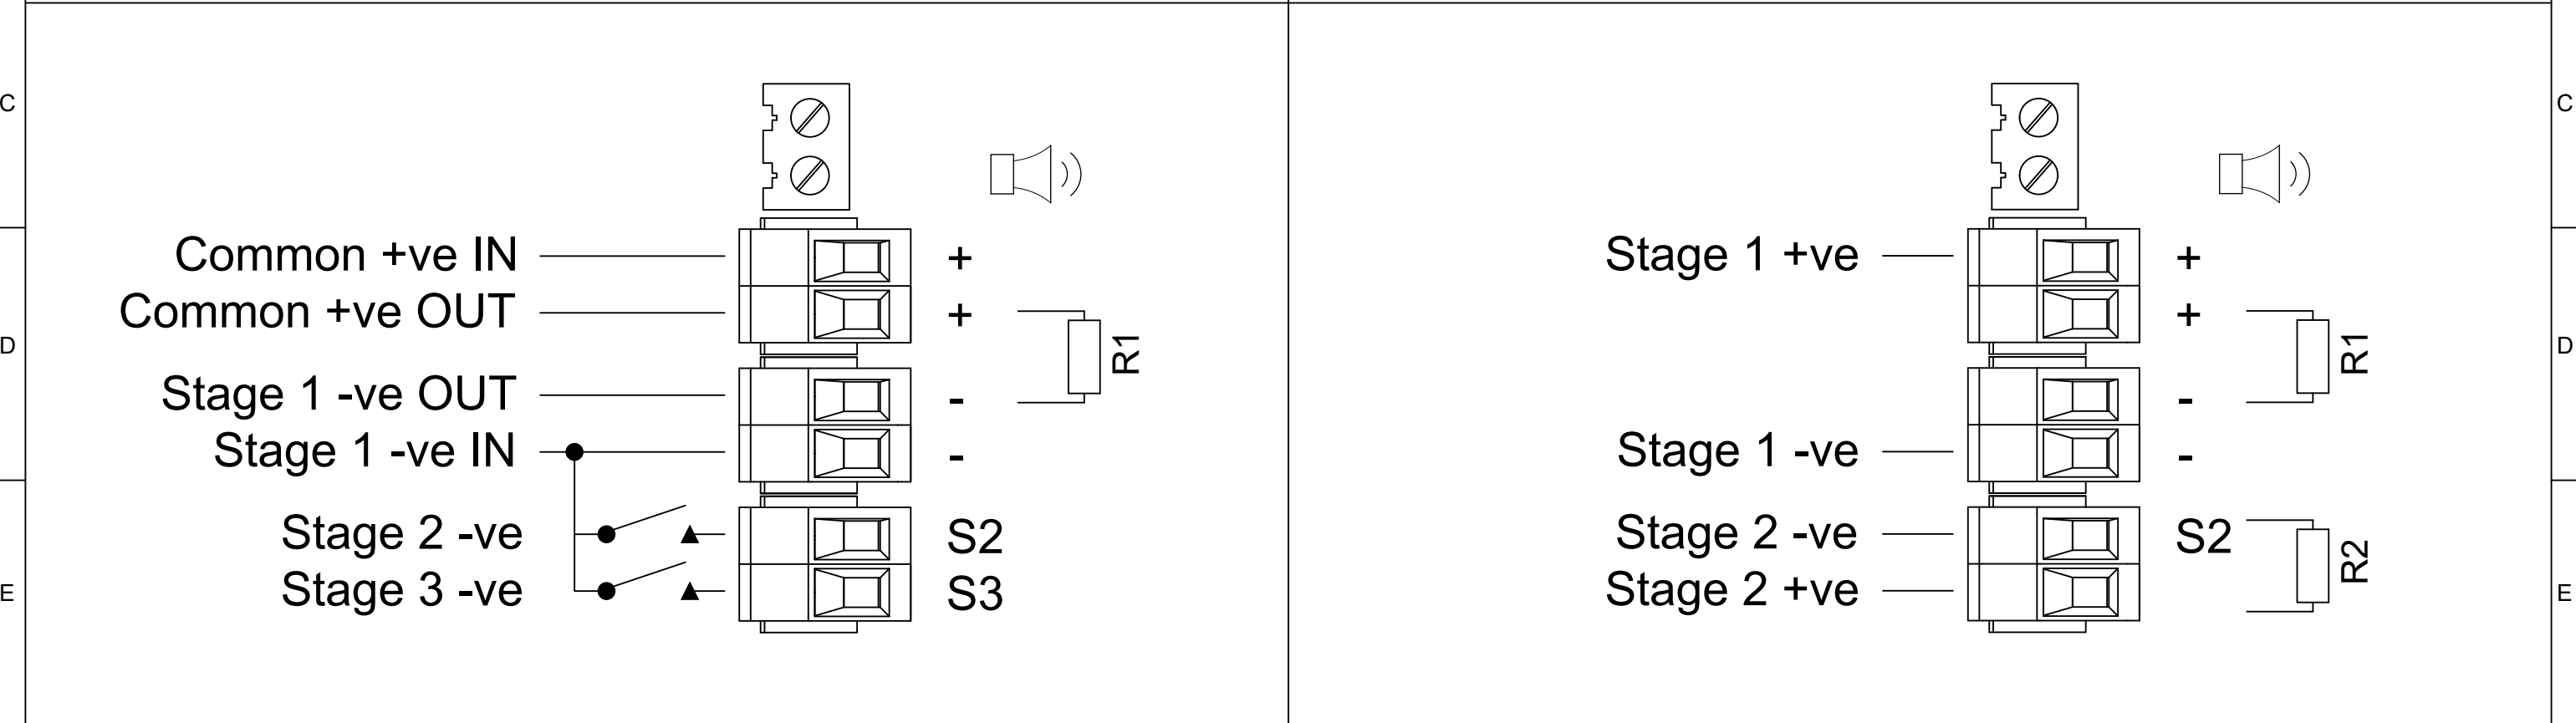 C
Common +ve IN +
Common +ve OUT +
R1
D
Stage 1 -ve OUT -
Stage 1 -ve IN -
Stage 2 -ve S2
Stage 3 -ve S3
E
Stage 1 +ve +
+
R1
-
Stage 1 -ve -
Stage 2 -ve S2
R2
Stage 2 +ve
C
D
E